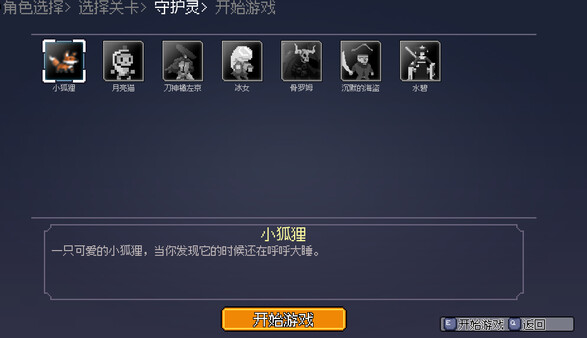 角色选择> 选择关卡> 守护灵> 开始游戏
小狐狸 月亮猫 刀神橘左京 冰女 骨罗姆 沉默的海盗 水碧
小狐狸
一只可爱的小狐狸，当你发现它的时候还在呼呼大睡。
开始游戏
E 开始游戏 Q 返回